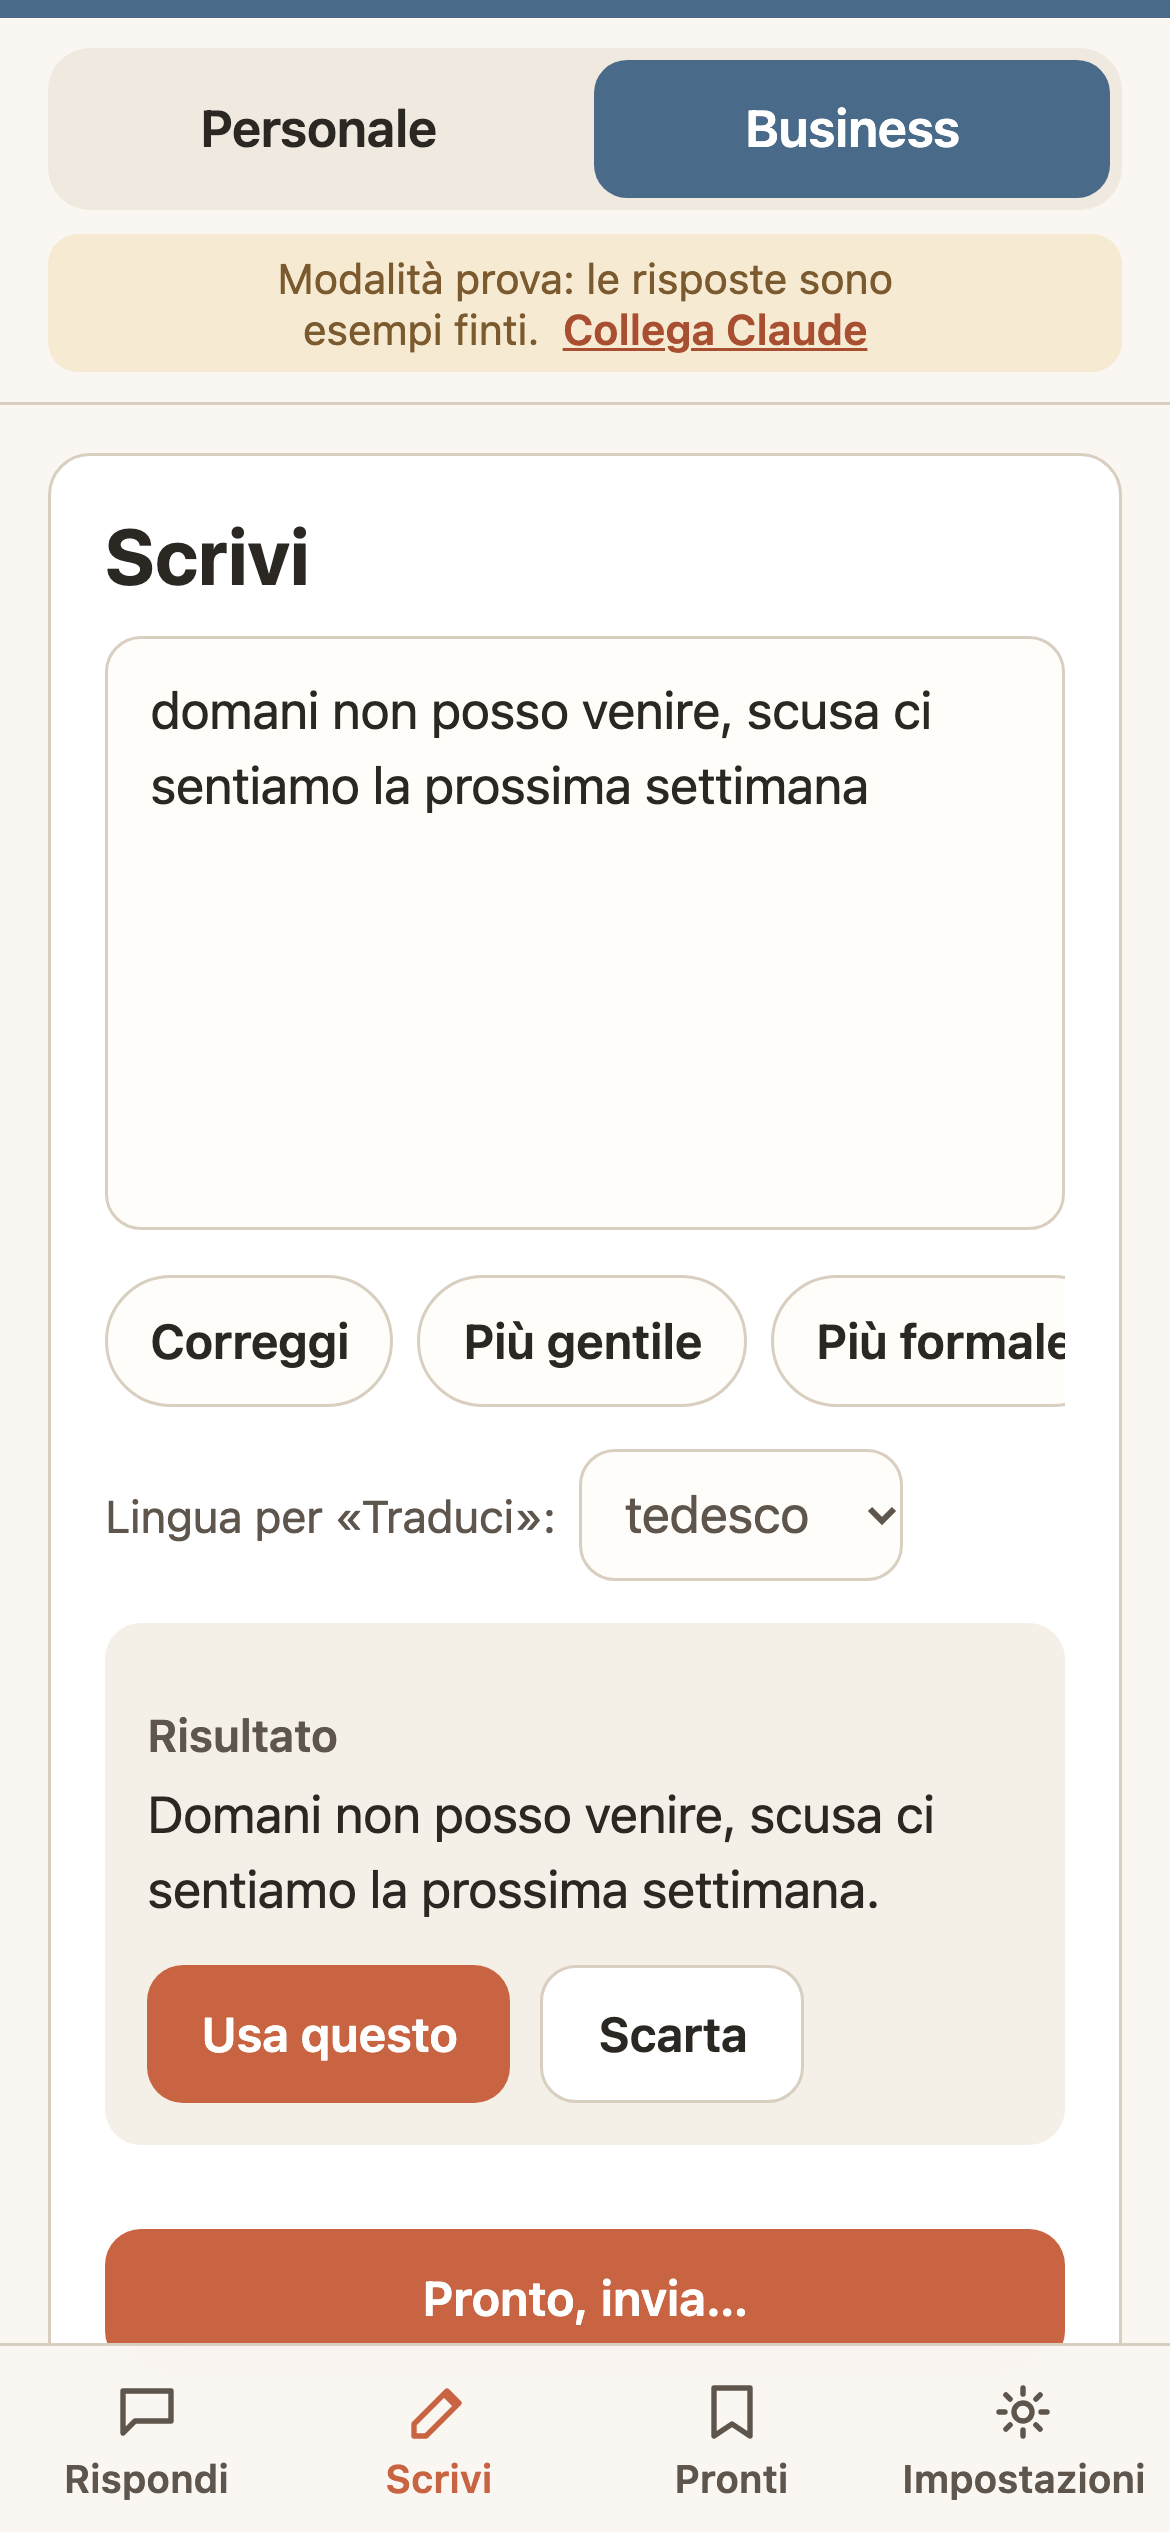 Personale
Business
Modalità prova: le risposte sono
esempi finti. Collega Claude
Scrivi
domani non posso venire, scusa ci
sentiamo la prossima settimana
Correggi
Più gentile
Più formale
Lingua per «Traduci»:
tedesco
Risultato
Domani non posso venire, scusa ci
sentiamo la prossima settimana.
Usa questo
Scarta
Pronto, invia...
Rispondi
Scrivi
Pronti
Impostazioni